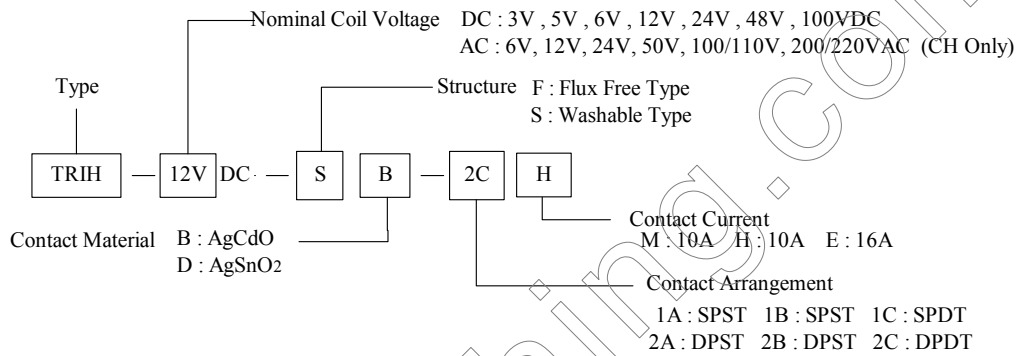 Nominal Coil Voltage DC : 3V , 5V , 6V , 12V , 24V , 48V , 100VDC
AC : 6V, 12V, 24V, 50V, 100/110V, 200/220VAC (CH Only)
Type
Structure F : Flux Free Type
S : Washable Type
TRIH — 12V DC — S B — 2C H
Contact Current
M : 10A H : 10A E : 16A
Contact Material B : AgCdO
D : AgSnO2
Contact Arrangement
1A : SPST 1B : SPST 1C : SPDT
2A : DPST 2B : DPST 2C : DPDT